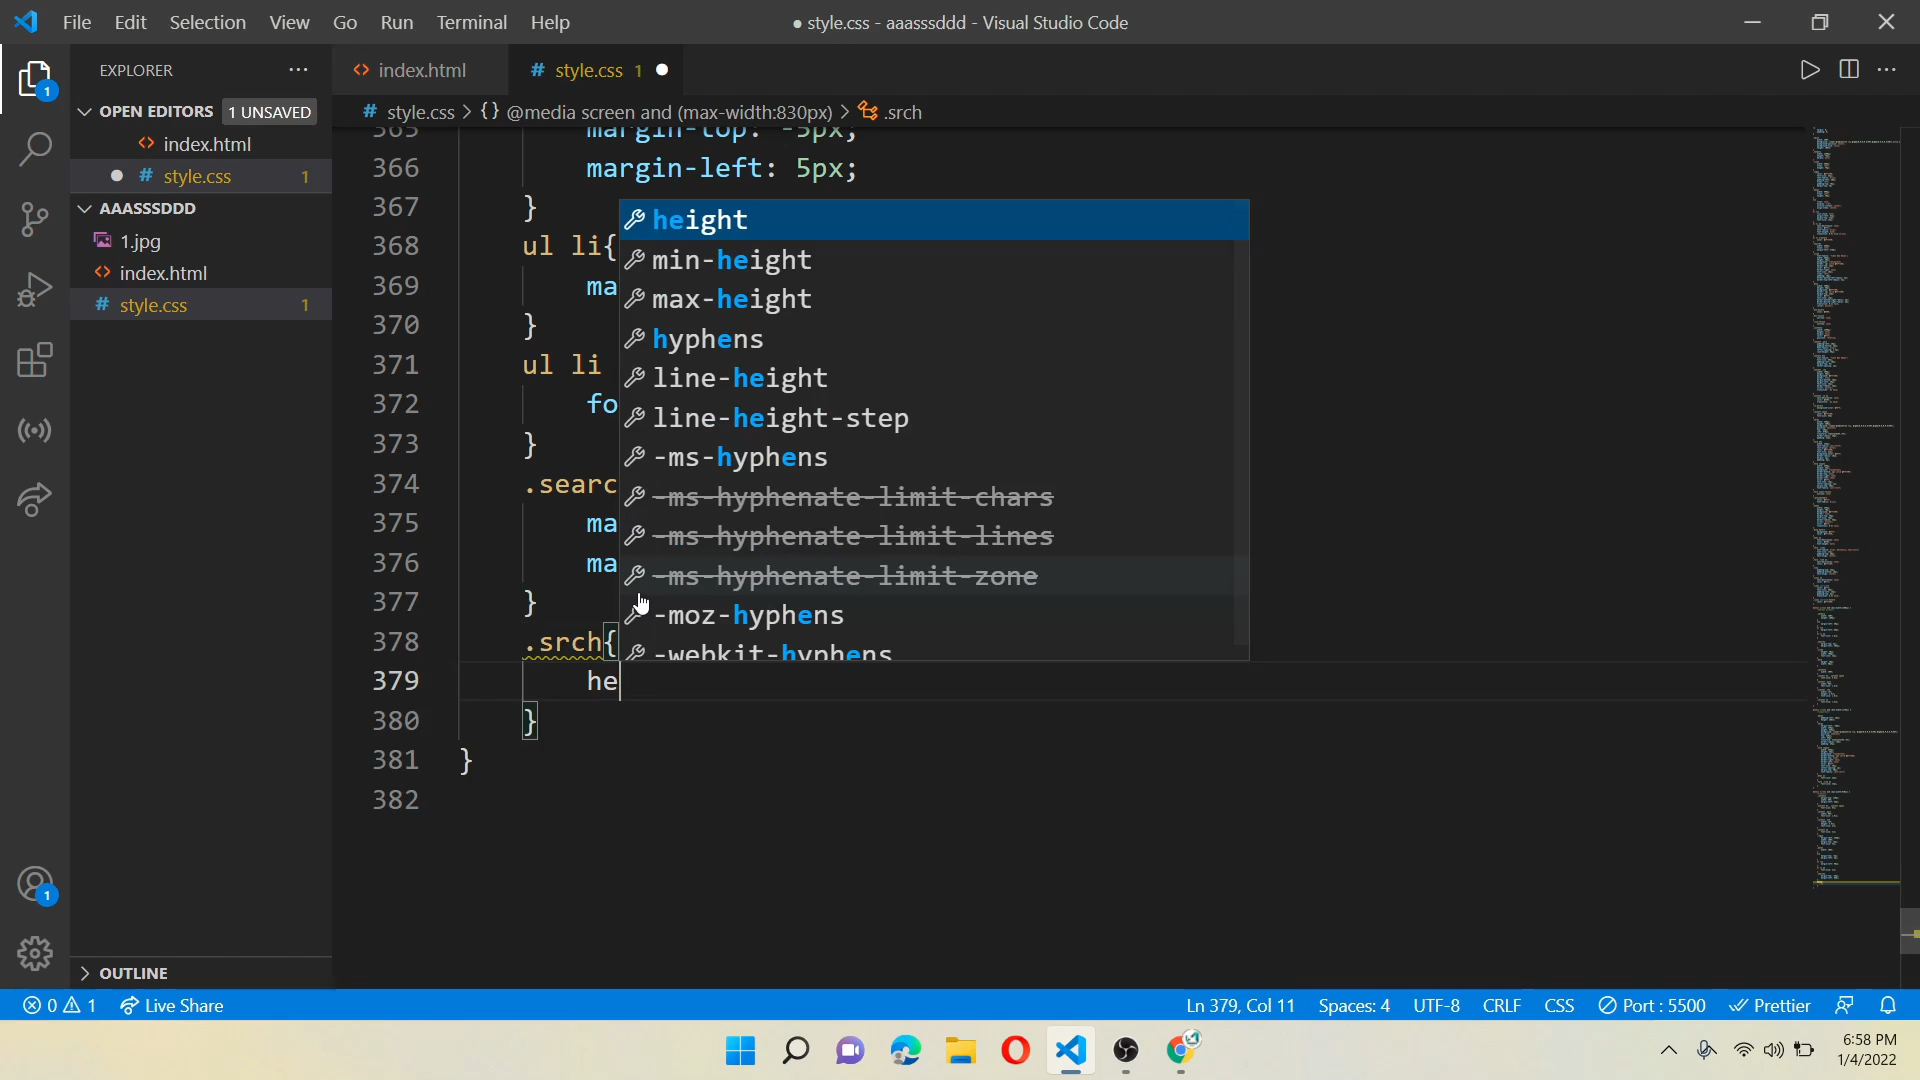 File Edit Selection View Go Run Terminal Help
● style.css - aaasssddd - Visual Studio Code
EXPLORER
index.html
# style.css 1 ●
OPEN EDITORS 1 UNSAVED
# style.css > {} @media screen and (max-width:830px) > .srch
index.html
# style.css 1
AAASSSDDD
1.jpg
index.html
# style.css 1
OUTLINE
365 margin-top: -5px;
366 margin-left: 5px;
367 }
368 ul li{
369 ma
370 }
371 ul li
372 fo
373 }
374 .searc
375 ma
376 ma
377 }
378 .srch{
379 he
380 }
381 }
382
height
min-height
max-height
hyphens
line-height
line-height-step
-ms-hyphens
-ms-hyphenate-limit-chars
-ms-hyphenate-limit-lines
-ms-hyphenate-limit-zone
-moz-hyphens
-webkit-hyphens
1
1
0 1 Live Share
Ln 379, Col 11 Spaces: 4 UTF-8 CRLF CSS Port : 5500 Prettier
6:58 PM
1/4/2022